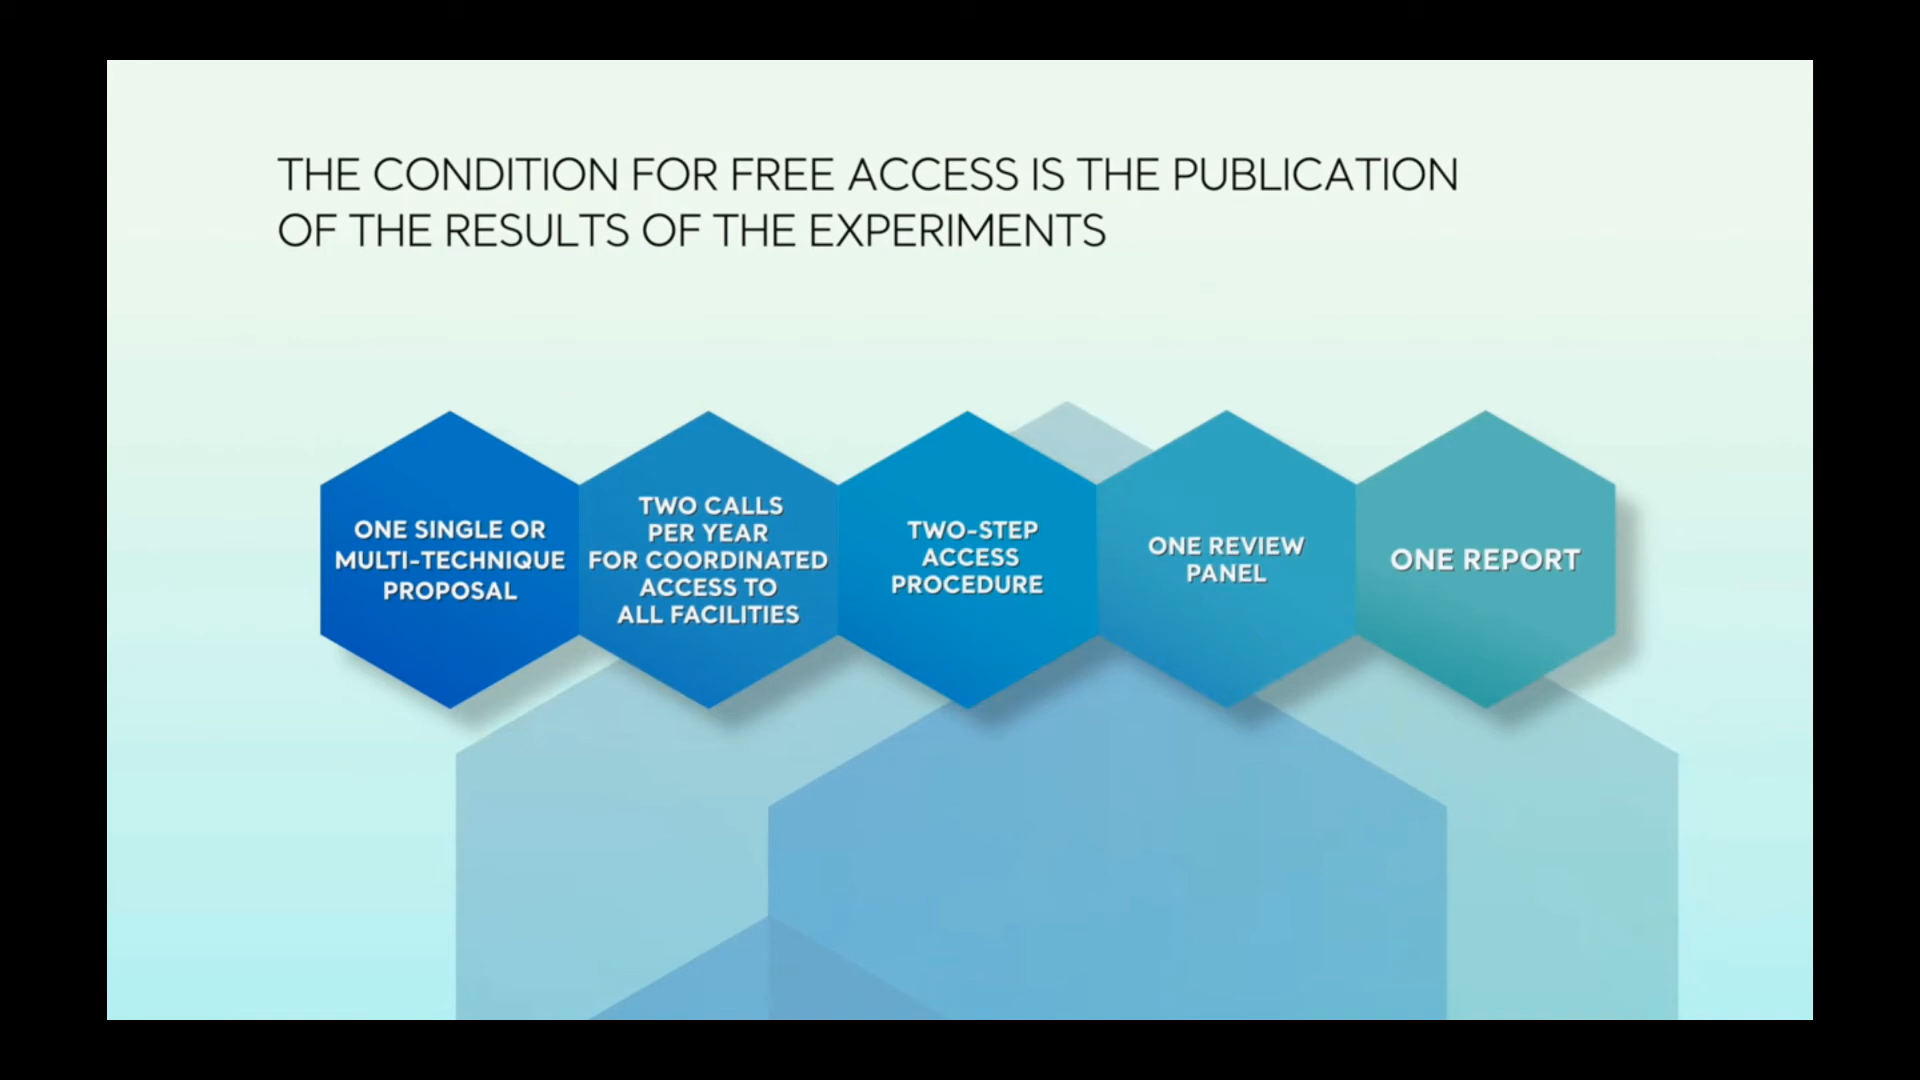 THE CONDITION FOR FREE ACCESS IS THE PUBLICATION
OF THE RESULTS OF THE EXPERIMENTS
ONE SINGLE OR
MULTI-TECHNIQUE
PROPOSAL
TWO CALLS
PER YEAR
FOR COORDINATED
ACCESS TO
ALL FACILITIES
TWO-STEP
ACCESS
PROCEDURE
ONE REVIEW
PANEL
ONE REPORT